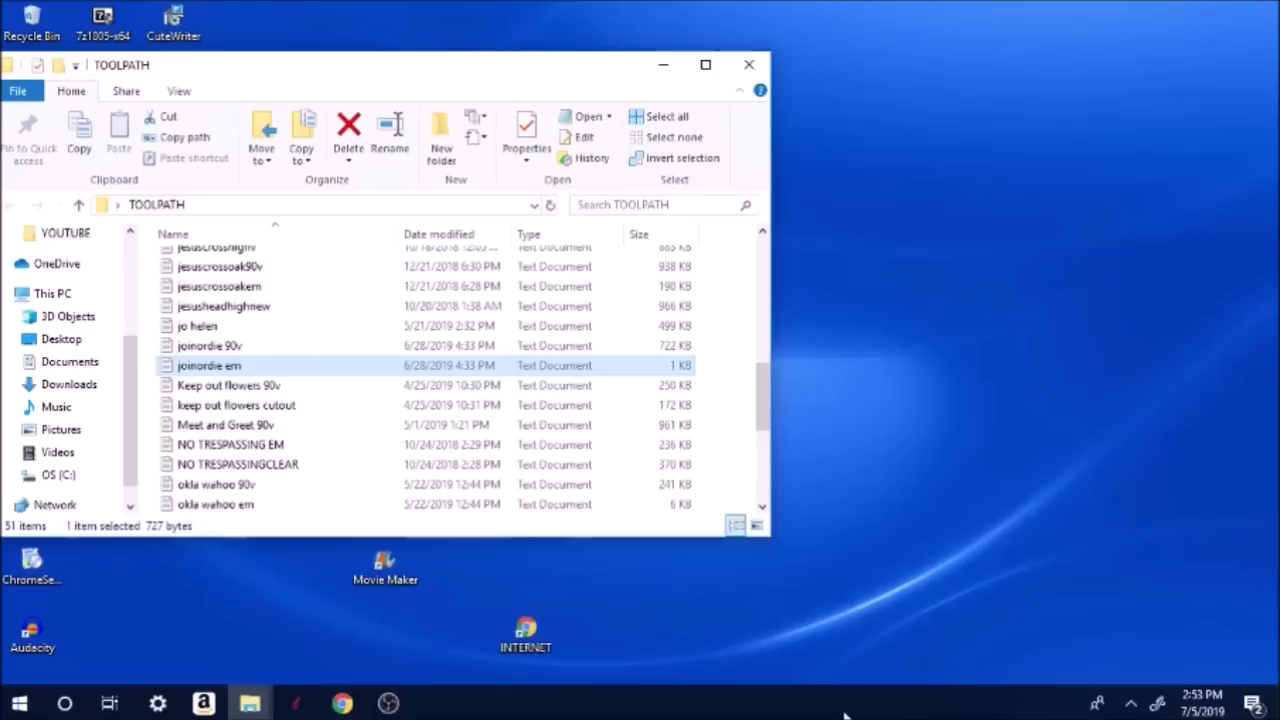 Recycle Bin
7z1805-x64
CuteWriter
TOOLPATH
File
Home
Share
View
Pin to Quick access
Copy
Paste
Cut
Copy path
Paste shortcut
Clipboard
Move to
Copy to
Delete
Rename
Organize
New folder
New
Properties
Open
Edit
History
Open
Select all
Select none
Invert selection
Select
TOOLPATH
Search TOOLPATH
Name Date modified Type Size
jesuscrosshighv 10/18/2018 12:05 ... Text Document 885 KB
jesuscrossoak90v 12/21/2018 6:30 PM Text Document 938 KB
jesuscrossoakem 12/21/2018 6:28 PM Text Document 190 KB
jesusheadhighnew 10/20/2018 1:38 AM Text Document 966 KB
jo helen 5/21/2019 2:32 PM Text Document 499 KB
joinordie 90v 6/28/2019 4:33 PM Text Document 722 KB
joinordie em 6/28/2019 4:33 PM Text Document 1 KB
Keep out flowers 90v 4/25/2019 10:30 PM Text Document 250 KB
keep out flowers cutout 4/25/2019 10:31 PM Text Document 172 KB
Meet and Greet 90v 5/1/2019 1:21 PM Text Document 961 KB
NO TRESPASSING EM 10/24/2018 2:29 PM Text Document 236 KB
NO TRESPASSINGCLEAR 10/24/2018 2:28 PM Text Document 370 KB
okla wahoo 90v 5/22/2019 12:44 PM Text Document 241 KB
okla wahoo em 5/22/2019 12:44 PM Text Document 6 KB
YOUTUBE
OneDrive
This PC
3D Objects
Desktop
Documents
Downloads
Music
Pictures
Videos
OS (C:)
Network
51 items 1 item selected 727 bytes
ChromeSe...
Movie Maker
Audacity
INTERNET
a
2:53 PM
7/5/2019
2